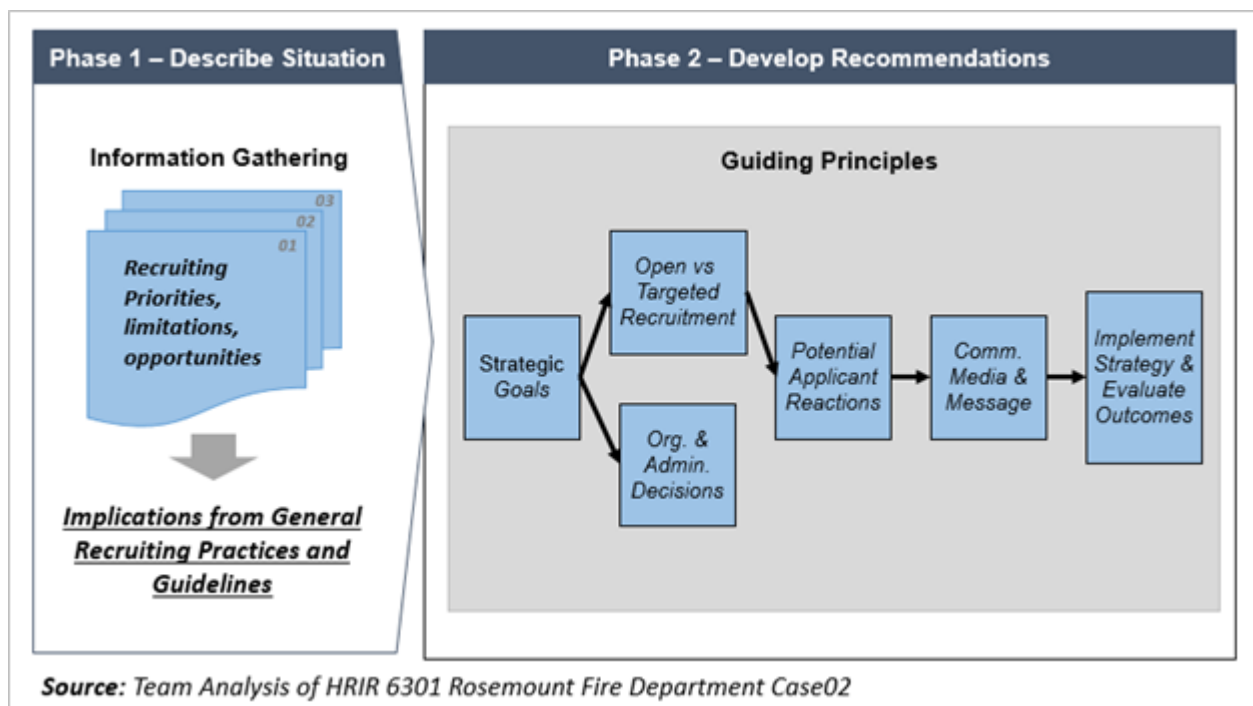 Phase 1 – Describe Situation
Information Gathering
03
02
01
Recruiting
Priorities,
limitations,
opportunities
Implications from General
Recruiting Practices and
Guidelines
Phase 2 – Develop Recommendations
Guiding Principles
Strategic
Goals
Open vs
Targeted
Recruitment
Org. &
Admin.
Decisions
Potential
Applicant
Reactions
Comm.
Media &
Message
Implement
Strategy &
Evaluate
Outcomes
Source: Team Analysis of HRIR 6301 Rosemount Fire Department Case02